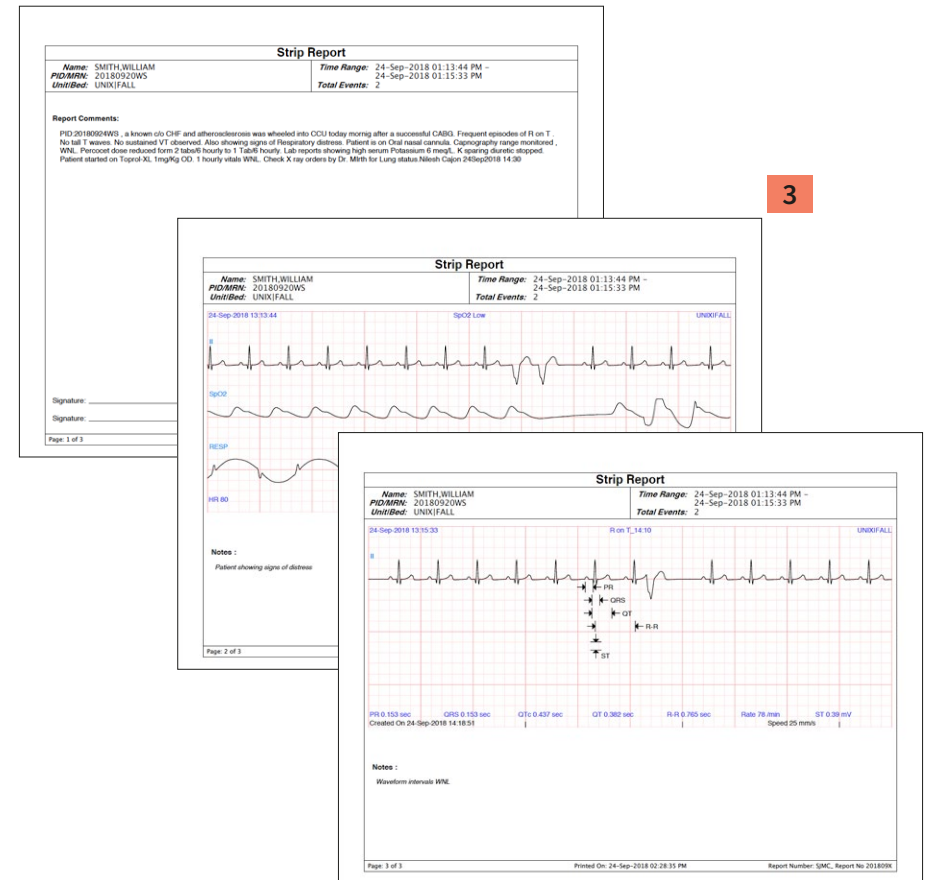 Strip Report
Name: SMITH,WILLIAM
PID/MRN: 20180920WS
Unit|Bed: UNIX|FALL
Time Range: 24-Sep-2018 01:13:44 PM -
24-Sep-2018 01:15:33 PM
Total Events: 2
Report Comments:
PID:20180924WS , a known c/o CHF and atherosclesrosis was wheeled into CCU today mornig after a successful CABG. Frequent episodes of R on T .
No tall T waves. No sustained VT observed. Also showing signs of Respiratory distress. Patient is on Oral nasal cannula. Capnography range monitored ,
WNL. Percocet dose reduced form 2 tabs/6 hourly to 1 Tab/6 hourly. Lab reports showing high serum Potassium 6 meq/L. K sparing diuretic stopped.
Patient started on Toprol-XL 1mg/Kg OD. 1 hourly vitals WNL. Check X ray orders by Dr. MIrth for Lung status.Nilesh Cajon 24Sep2018 14:30
Signature:
Signature:
Page: 1 of 3
3
Strip Report
Name: SMITH,WILLIAM
PID/MRN: 20180920WS
Unit|Bed: UNIX|FALL
Time Range: 24-Sep-2018 01:13:44 PM -
24-Sep-2018 01:15:33 PM
Total Events: 2
24-Sep-2018 13:13:44 SpO2 Low UNIX|FALL
II
SpO2
RESP
HR 80
Notes :
Patient showing signs of distress
Page: 2 of 3
Strip Report
Name: SMITH,WILLIAM
PID/MRN: 20180920WS
Unit|Bed: UNIX|FALL
Time Range: 24-Sep-2018 01:13:44 PM -
24-Sep-2018 01:15:33 PM
Total Events: 2
24-Sep-2018 13:15:33 R on T_14:10 UNIX|FALL
II
PR
QRS
QT
R-R
ST
PR 0.153 sec QRS 0.153 sec QTc 0.437 sec QT 0.382 sec R-R 0.765 sec Rate 78 /min ST 0.39 mV
Created On 24-Sep-2018 14:18:51 Speed 25 mm/s
Notes :
Waveform intervals WNL.
Page: 3 of 3 Printed On: 24-Sep-2018 02:28:35 PM Report Number: SJMC, Report No 201809X